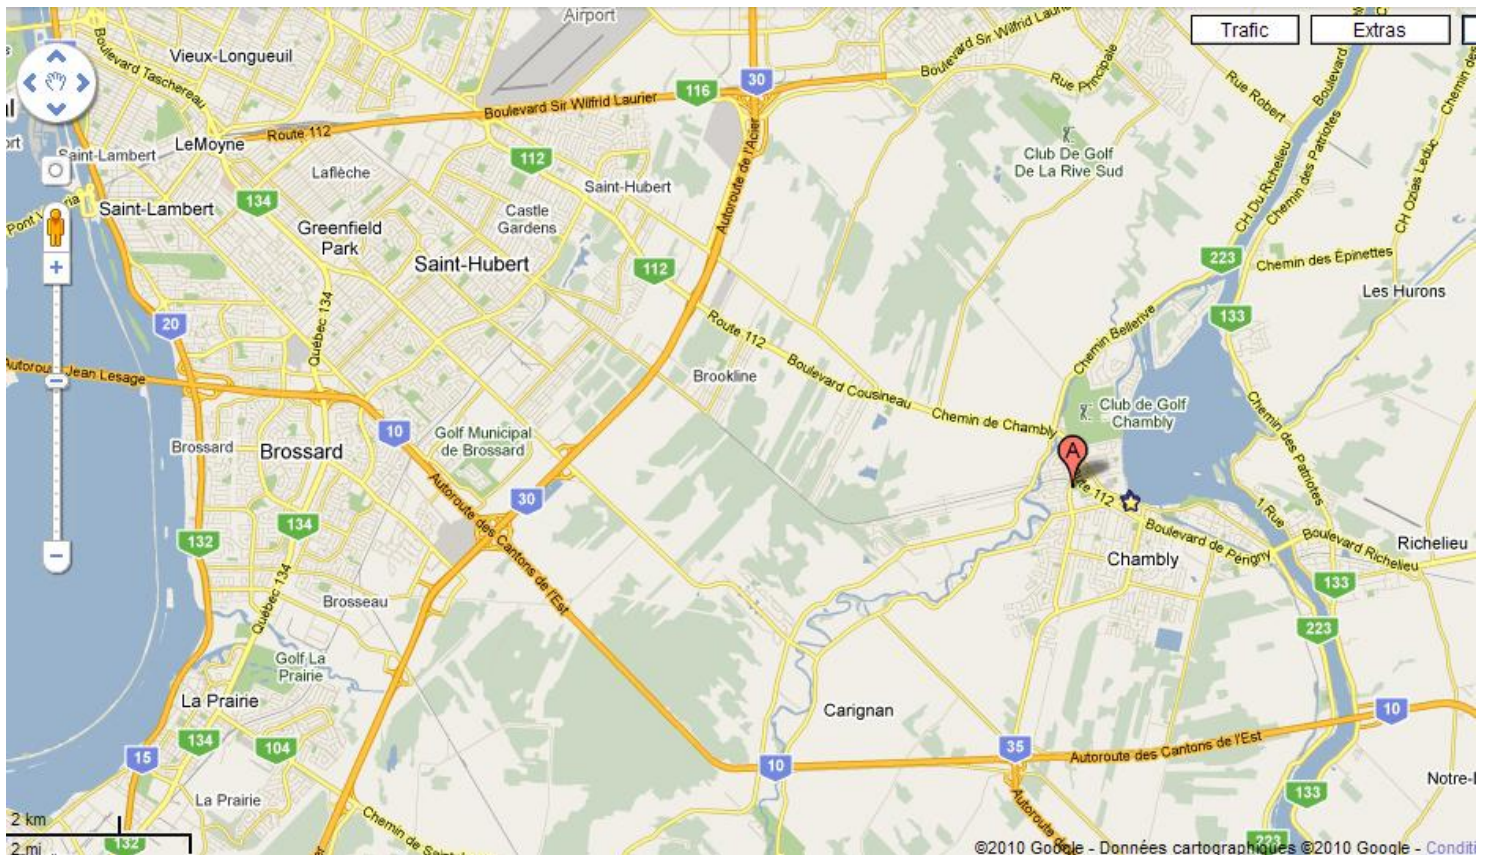 Airport
Trafic
Extras
Boulevard Taschereau
Vieux-Longueuil
Boulevard Sir Wilfrid Laurier
Rue Principale
Rue Robert
Boulevard
30
116
Boulevard Sir Wilfrid Laurier
Route 112
LeMoyne
Saint-Lambert
112
Laflèche
Saint-Hubert
Autoroute de l'Acier
Club De Golf
De La Rive Sud
CH Du Richelieu
Chemin des Patriotes
CH Ozias Leduc
134
Saint-Lambert
Greenfield
Park
Castle
Gardens
Saint-Hubert
112
223
Chemin des Épinettes
Les Hurons
20
Québec 134
133
Route 112
Chemin Bellerive
Autoroute Jean Lesage
Brookline
Boulevard Cousineau
Chemin de Chambly
Club de Golf
Chambly
Chemin des Patriotes
10
Brossard
Brossard
Golf Municipal
de Brossard
A
30
Autoroute des Cantons de l'Est
Route 112
1 Rue
134
132
Boulevard de Périgny
Boulevard Richelieu
Richelieu
Chambly
133
Québec 134
Brosseau
223
Golf La
Prairie
La Prairie
Carignan
10
134
104
15
10
35
Autoroute des Cantons de l'Est
133
La Prairie
2 km
2 mi
132
223
©2010 Google - Données cartographiques ©2010 Google -